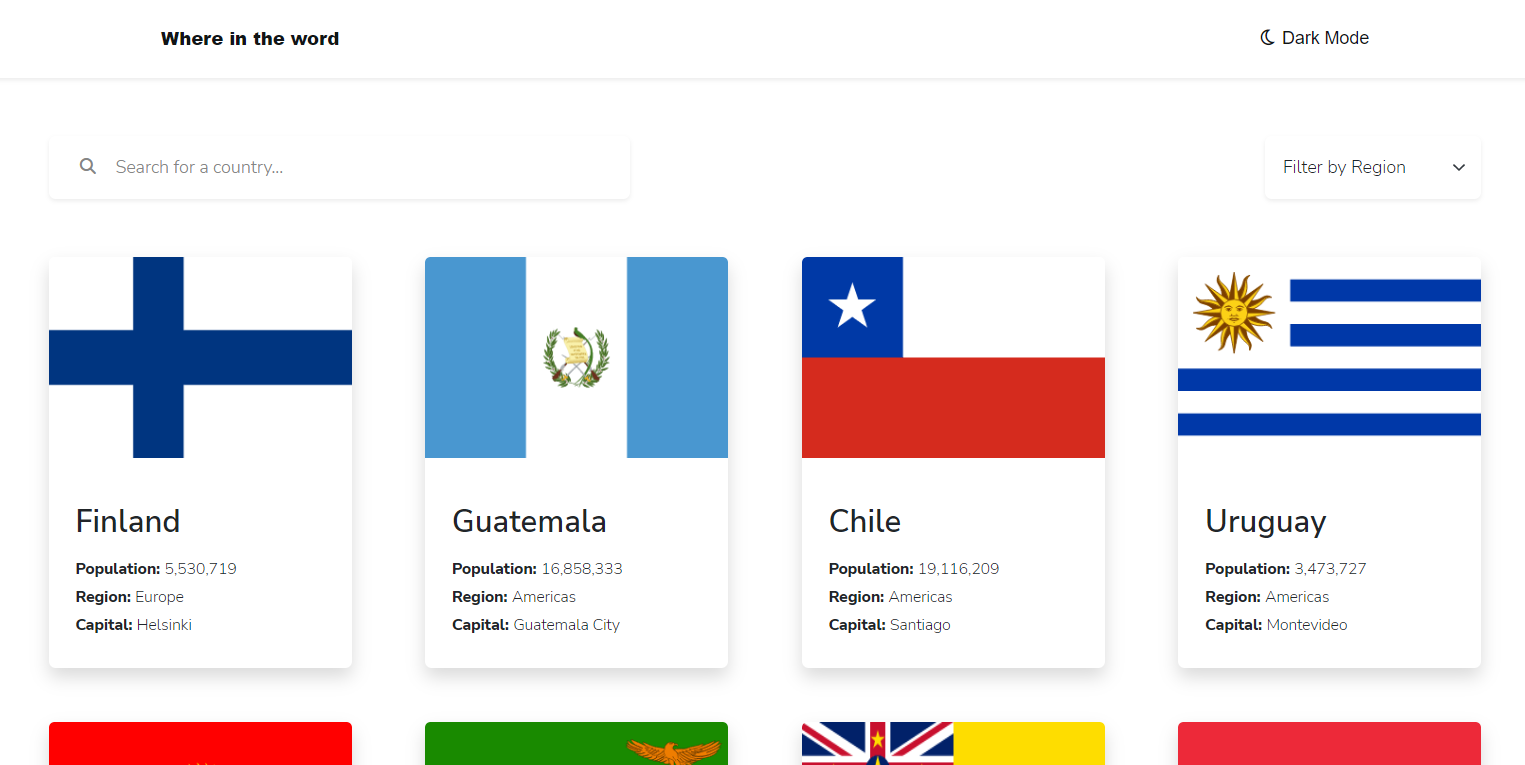 Where in the word
Dark Mode
Search for a country...
Filter by Region
Finland
Population: 5,530,719
Region: Europe
Capital: Helsinki
Guatemala
Population: 16,858,333
Region: Americas
Capital: Guatemala City
Chile
Population: 19,116,209
Region: Americas
Capital: Santiago
Uruguay
Population: 3,473,727
Region: Americas
Capital: Montevideo